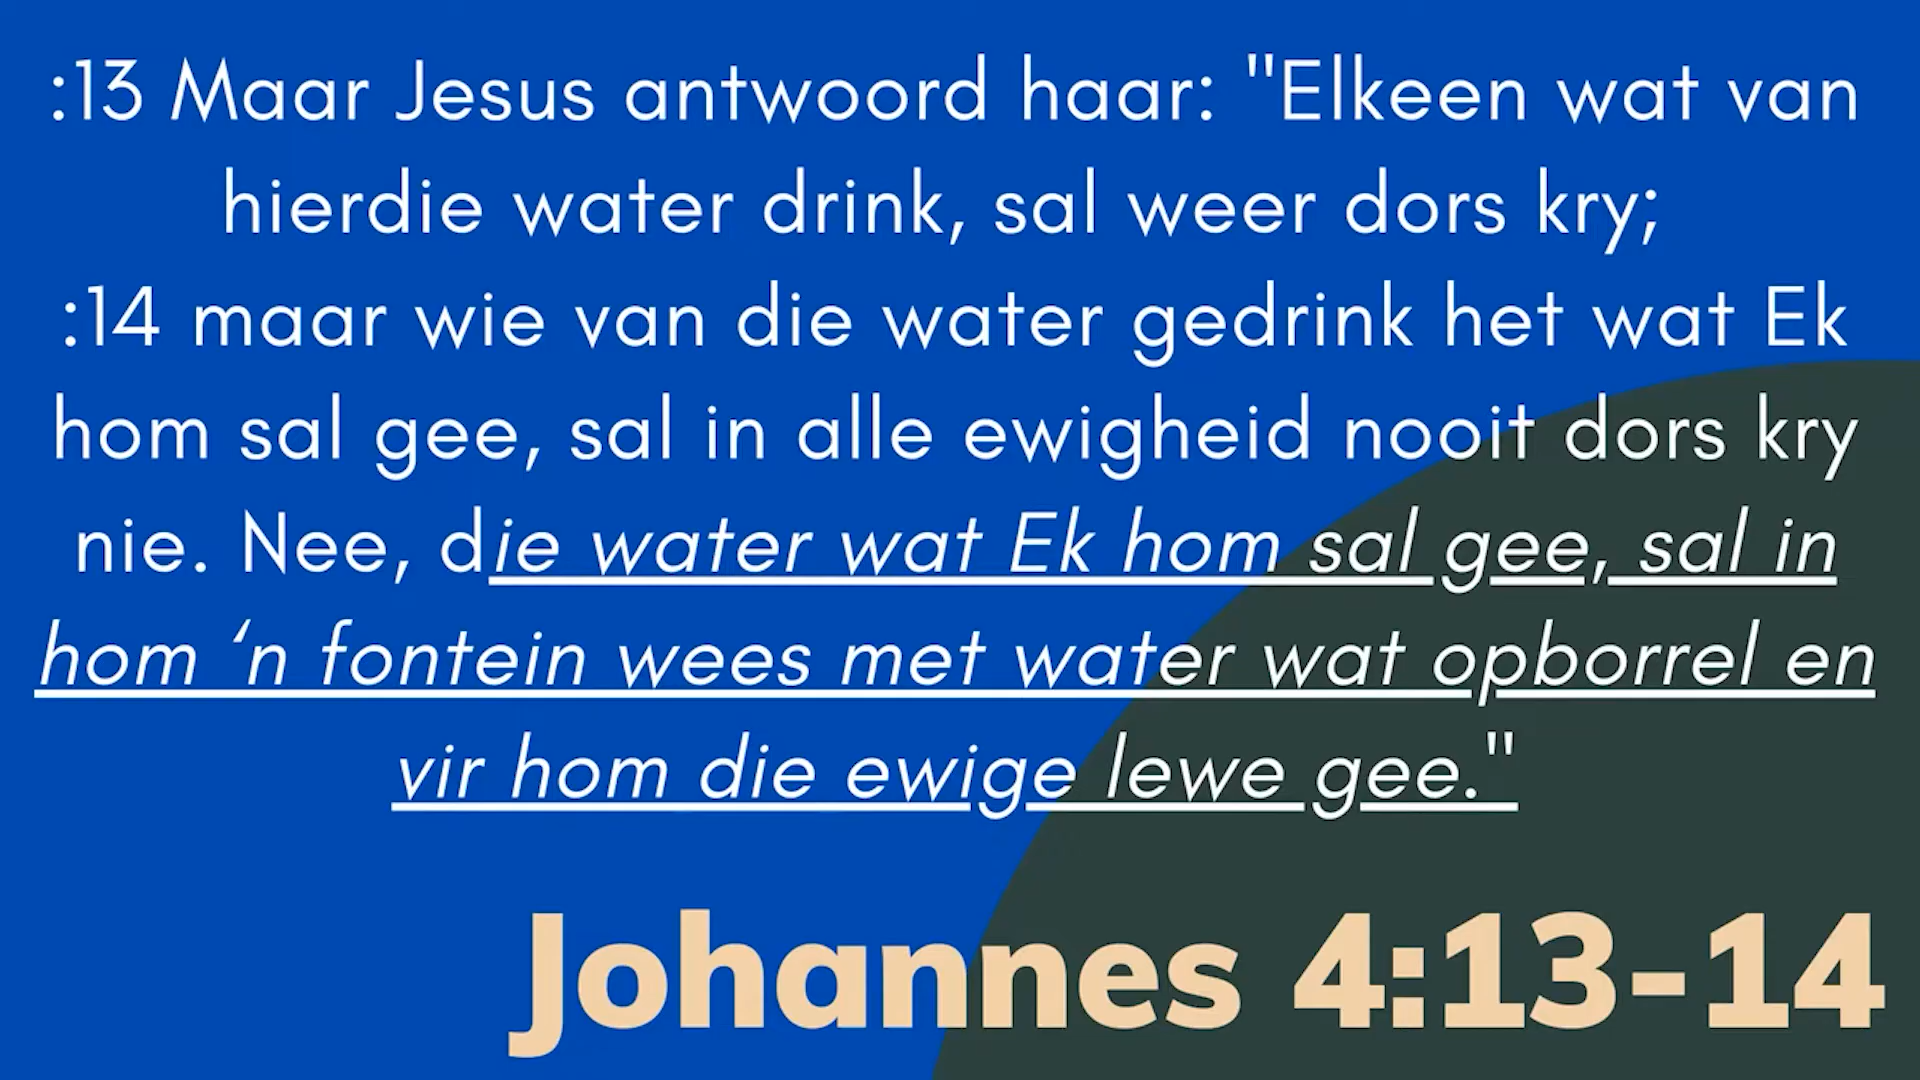 :13 Maar Jesus antwoord haar: "Elkeen wat van
hierdie water drink, sal weer dors kry;
:14 maar wie van die water gedrink het wat Ek
hom sal gee, sal in alle ewigheid nooit dors kry
nie. Nee, die water wat Ek hom sal gee, sal in
hom ‘n fontein wees met water wat opborrel en
vir hom die ewige lewe gee."
Johannes 4:13-14